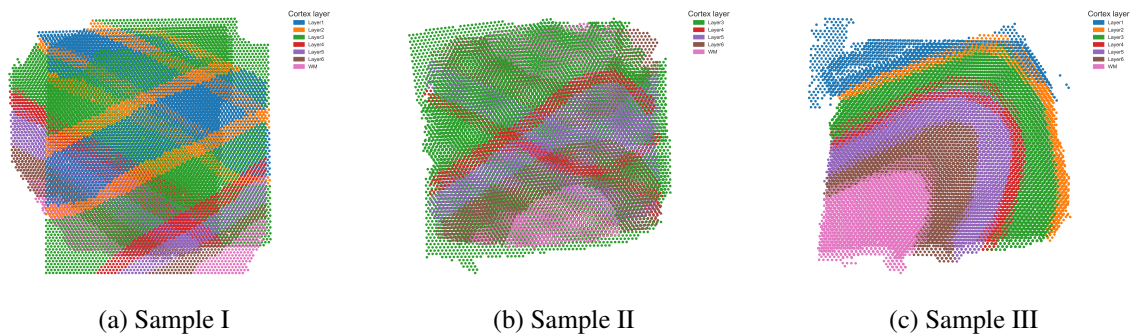 Cortex layer
Layer1
Layer2
Layer3
Layer4
Layer5
Layer6
WM
Cortex layer
Layer3
Layer4
Layer5
Layer6
WM
Cortex layer
Layer1
Layer2
Layer3
Layer4
Layer5
Layer6
WM
(a) Sample I
(b) Sample II
(c) Sample III